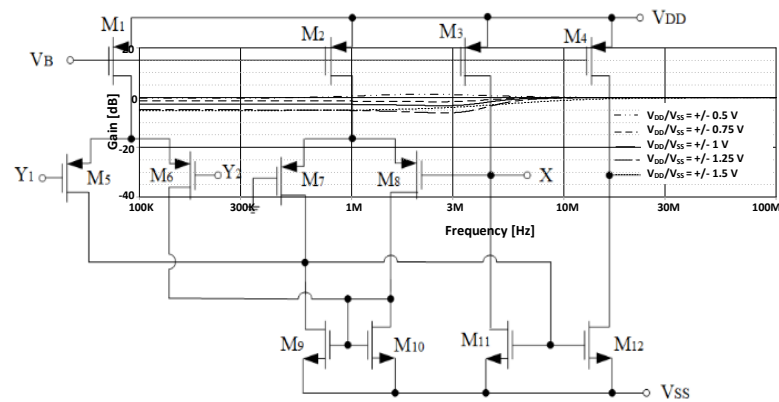 M1
M2
M3
M4
VDD
VB
20
0
-20
-40
Gain [dB]
VDD/VSS = +/- 0.5 V
VDD/VSS = +/- 0.75 V
VDD/VSS = +/- 1 V
VDD/VSS = +/- 1.25 V
VDD/VSS = +/- 1.5 V
Y1
M5
M6
Y2
M7
M8
X
100K
300K
1M
3M
10M
30M
100M
Frequency [Hz]
M9
M10
M11
M12
VSS